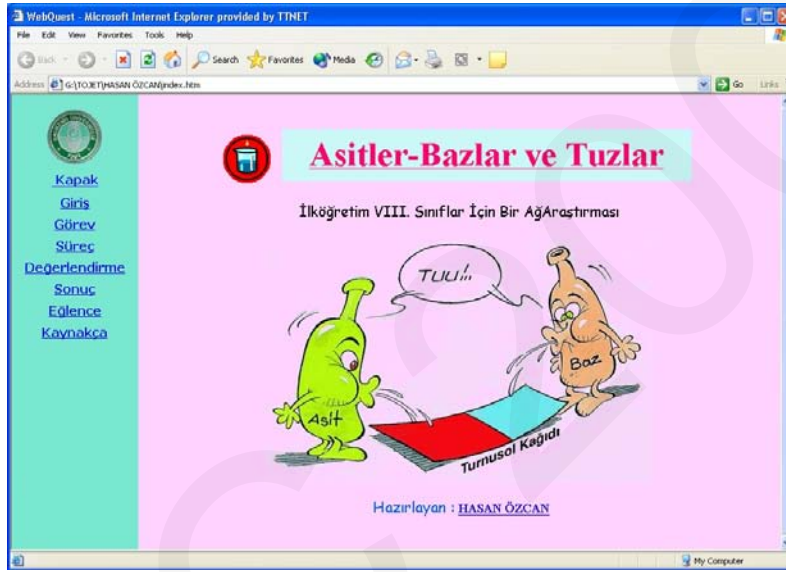 WebQuest - Microsoft Internet Explorer provided by TTNET
File Edit View Favorites Tools Help
Back Search Favorites Media
Address G:\TOJET\HASAN ÖZCAN\index.htm Go Links
Kapak
Giriş
Görev
Süreç
Değerlendirme
Sonuç
Eğlence
Kaynakça
Asitler-Bazlar ve Tuzlar
İlköğretim VIII. Sınıflar İçin Bir AğAraştırması
TUU!..
Asit
Baz
Turnusol Kağıdı
Hazırlayan : HASAN ÖZCAN
My Computer